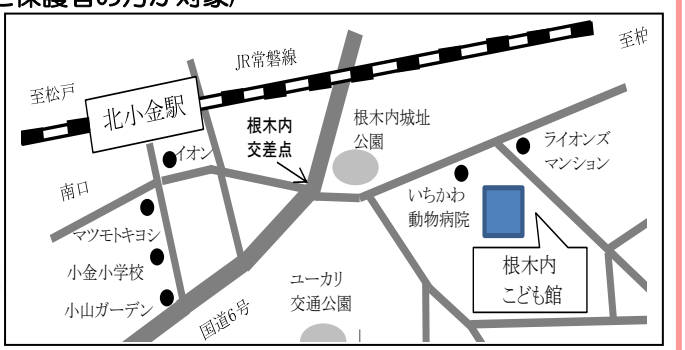 保護者の方が対象)
JR常磐線
至柏
至松戸
北小金駅
根木内
交差点
根木内城址
公園
ライオンズ
マンション
イオン
いちかわ
動物病院
南口
マツモトキヨシ
小金小学校
小山ガーデン
国道6号
ユーカリ
交通公園
根木内
こども館